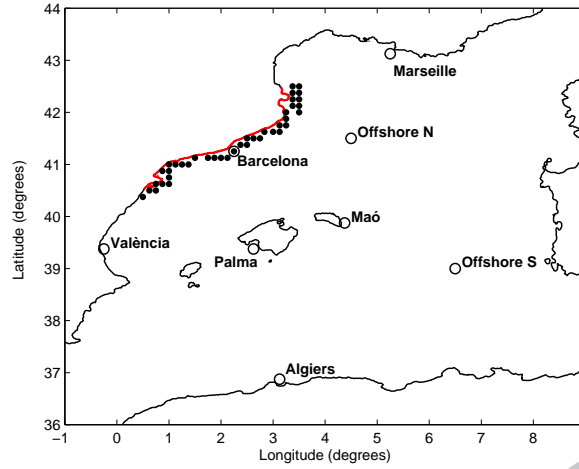 44
43
42
41
40
39
38
37
36
Latitude (degrees)
Marseille
Offshore N
Barcelona
Maó
València
Palma
Offshore S
Algiers
−1 0 1 2 3 4 5 6 7 8
Longitude (degrees)